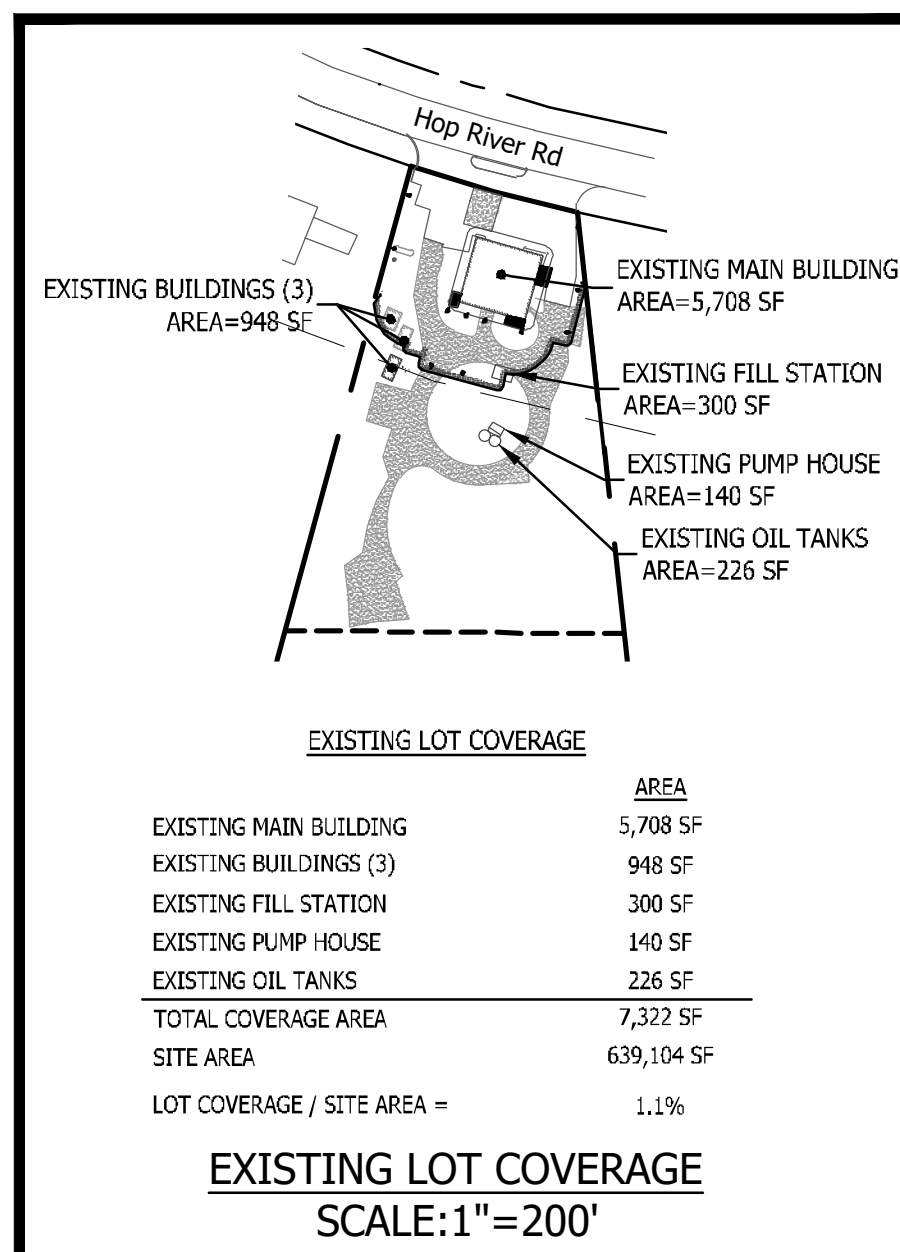 Hop River Rd
EXISTING MAIN BUILDING
AREA=5,708 SF
EXISTING BUILDINGS (3)
AREA=948 SF
EXISTING FILL STATION
AREA=300 SF
EXISTING PUMP HOUSE
AREA=140 SF
EXISTING OIL TANKS
AREA=226 SF
EXISTING LOT COVERAGE
AREA
EXISTING MAIN BUILDING 5,708 SF
EXISTING BUILDINGS (3) 948 SF
EXISTING FILL STATION 300 SF
EXISTING PUMP HOUSE 140 SF
EXISTING OIL TANKS 226 SF
TOTAL COVERAGE AREA 7,322 SF
SITE AREA 639,104 SF
LOT COVERAGE / SITE AREA = 1.1%
EXISTING LOT COVERAGE
SCALE:1"=200'